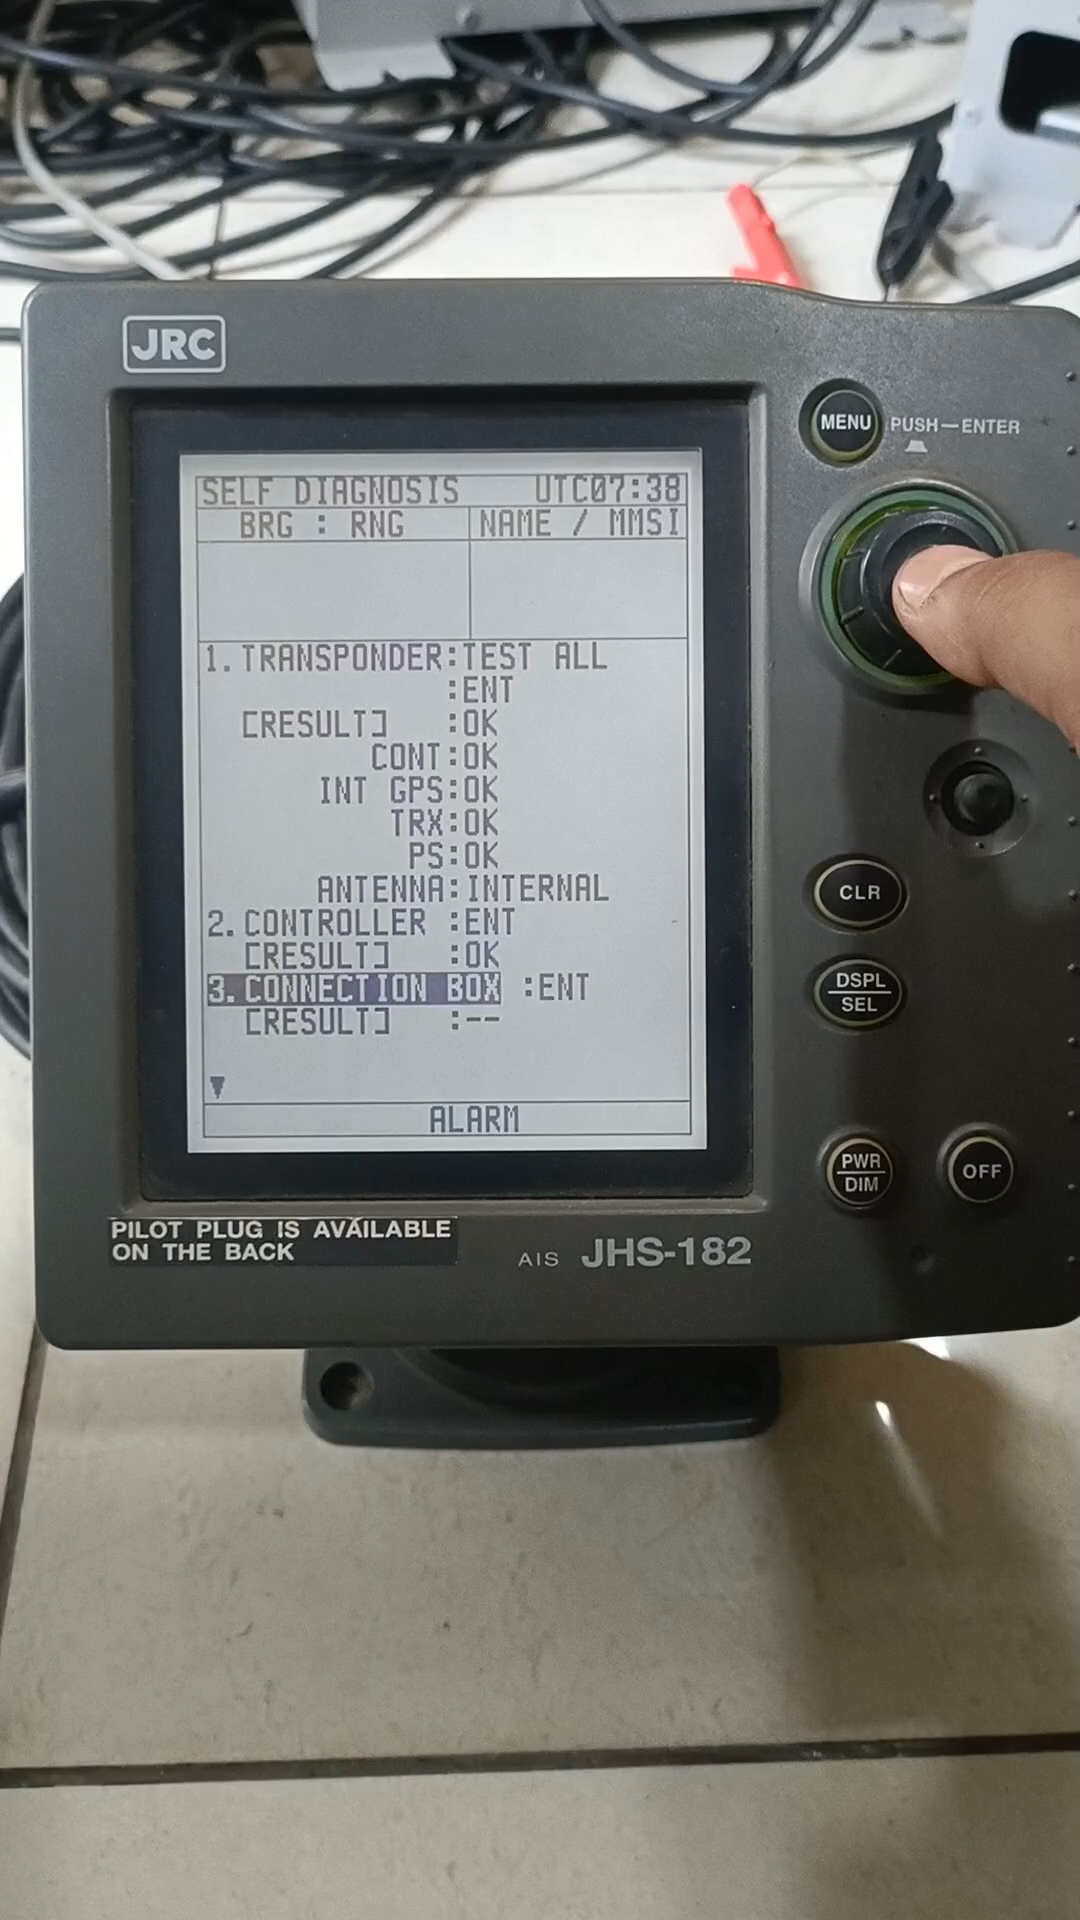 JRC
MENU
PUSH—ENTER
SELF DIAGNOSIS UTC07:38
BRG : RNG NAME / MMSI
1.TRANSPONDER:TEST ALL
:ENT
[RESULT] :OK
CONT:OK
INT GPS:OK
TRX:OK
PS:OK
ANTENNA:INTERNAL
2.CONTROLLER :ENT
[RESULT] :OK
3.CONNECTION BOX :ENT
[RESULT] :--
▼
ALARM
CLR
DSPL
SEL
PWR
DIM
OFF
PILOT PLUG IS AVAILABLE
ON THE BACK
AIS JHS-182